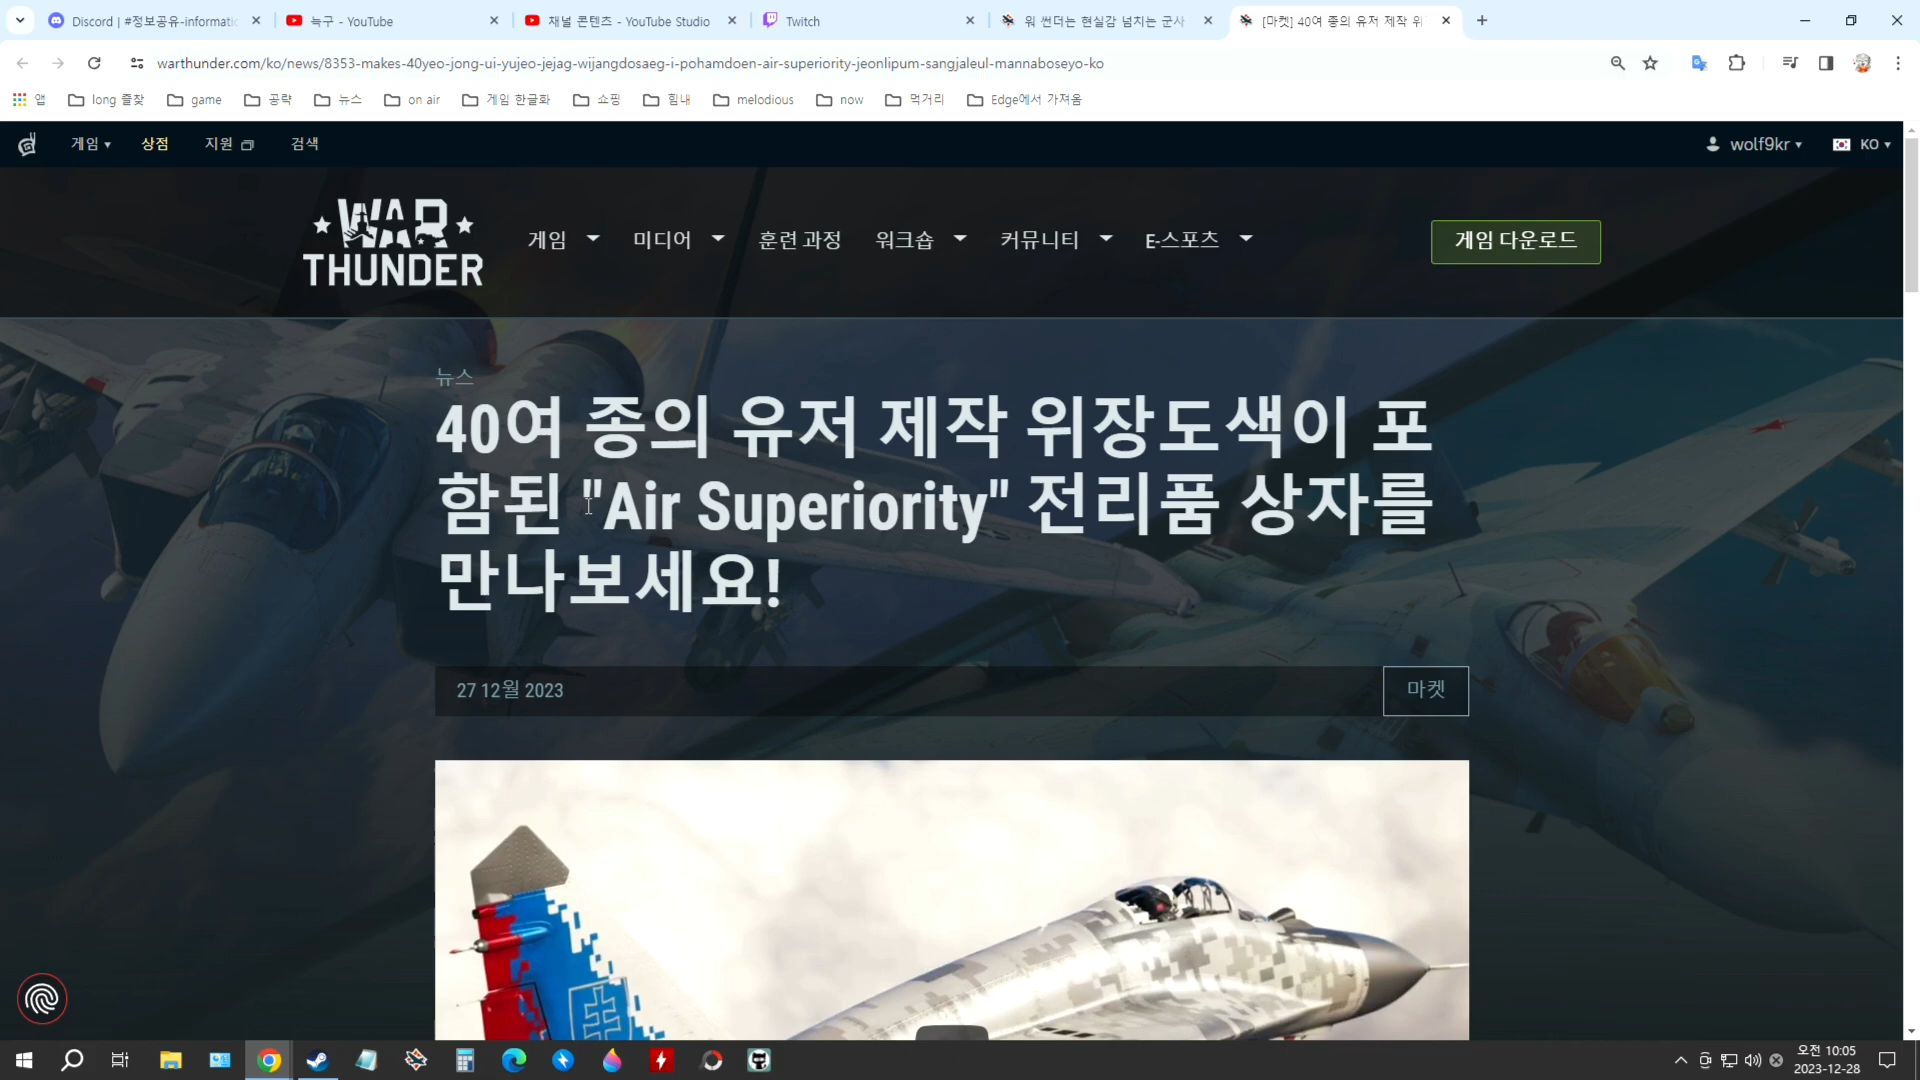 Discord | #정보공유-informatic
늑구 - YouTube
채널 콘텐츠 - YouTube Studio
Twitch
워 썬더는 현실감 넘치는 군사
[마켓] 40여 종의 유저 제작 위
warthunder.com/ko/news/8353-makes-40yeo-jong-ui-yujeo-jejag-wijangdosaeg-i-pohamdoen-air-superiority-jeonlipum-sangjaleul-mannaboseyo-ko
앱
long 즐찾
game
공략
뉴스
on air
게임 한글화
쇼핑
힘내
melodious
now
먹거리
Edge에서 가져옴
게임
상점
지원
검색
wolf9kr
KO
WAR
THUNDER
게임
미디어
훈련 과정
워크숍
커뮤니티
E-스포츠
게임 다운로드
뉴스
40여 종의 유저 제작 위장도색이 포
함된 "Air Superiority" 전리품 상자를
만나보세요!
27 12월 2023
마켓
오전 10:05
2023-12-28